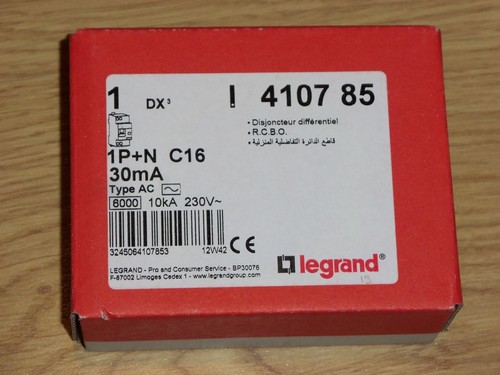 1 DX³ 4107 85
• Disjoncteur différentiel
• R.C.B.O.
• قاطع الدائرة التفاضلية المنزلية
1P+N C16
30mA
Type AC
6000 10kA 230V~
3245064107853 12W42 CE
LEGRAND - Pro and Consumer Service - BP30076
F-87002 Limoges Cedex 1 - www.legrandgroup.com
legrand®
13